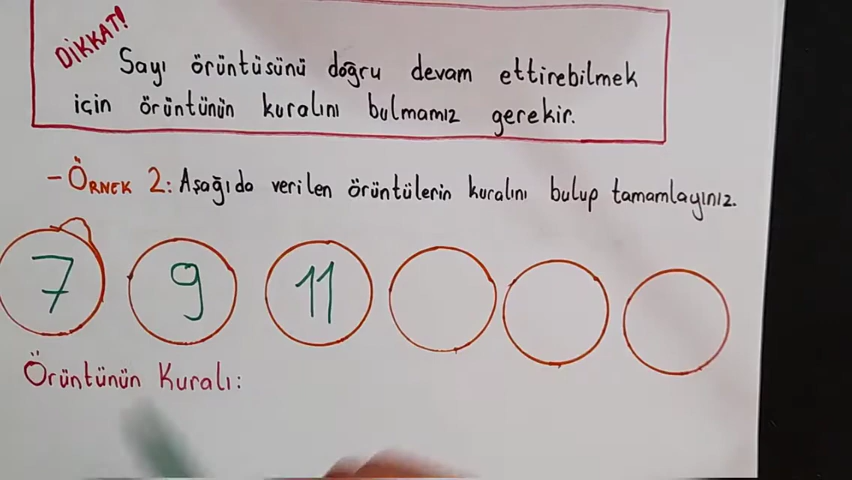 DİKKAT!
Sayı örüntüsünü doğru devam ettirebilmek
için örüntünün kuralını bulmamız gerekir.
- ÖRNEK 2: Aşağıda verilen örüntülerin kuralını bulup tamamlayınız.
7 9 11
Örüntünün Kuralı: